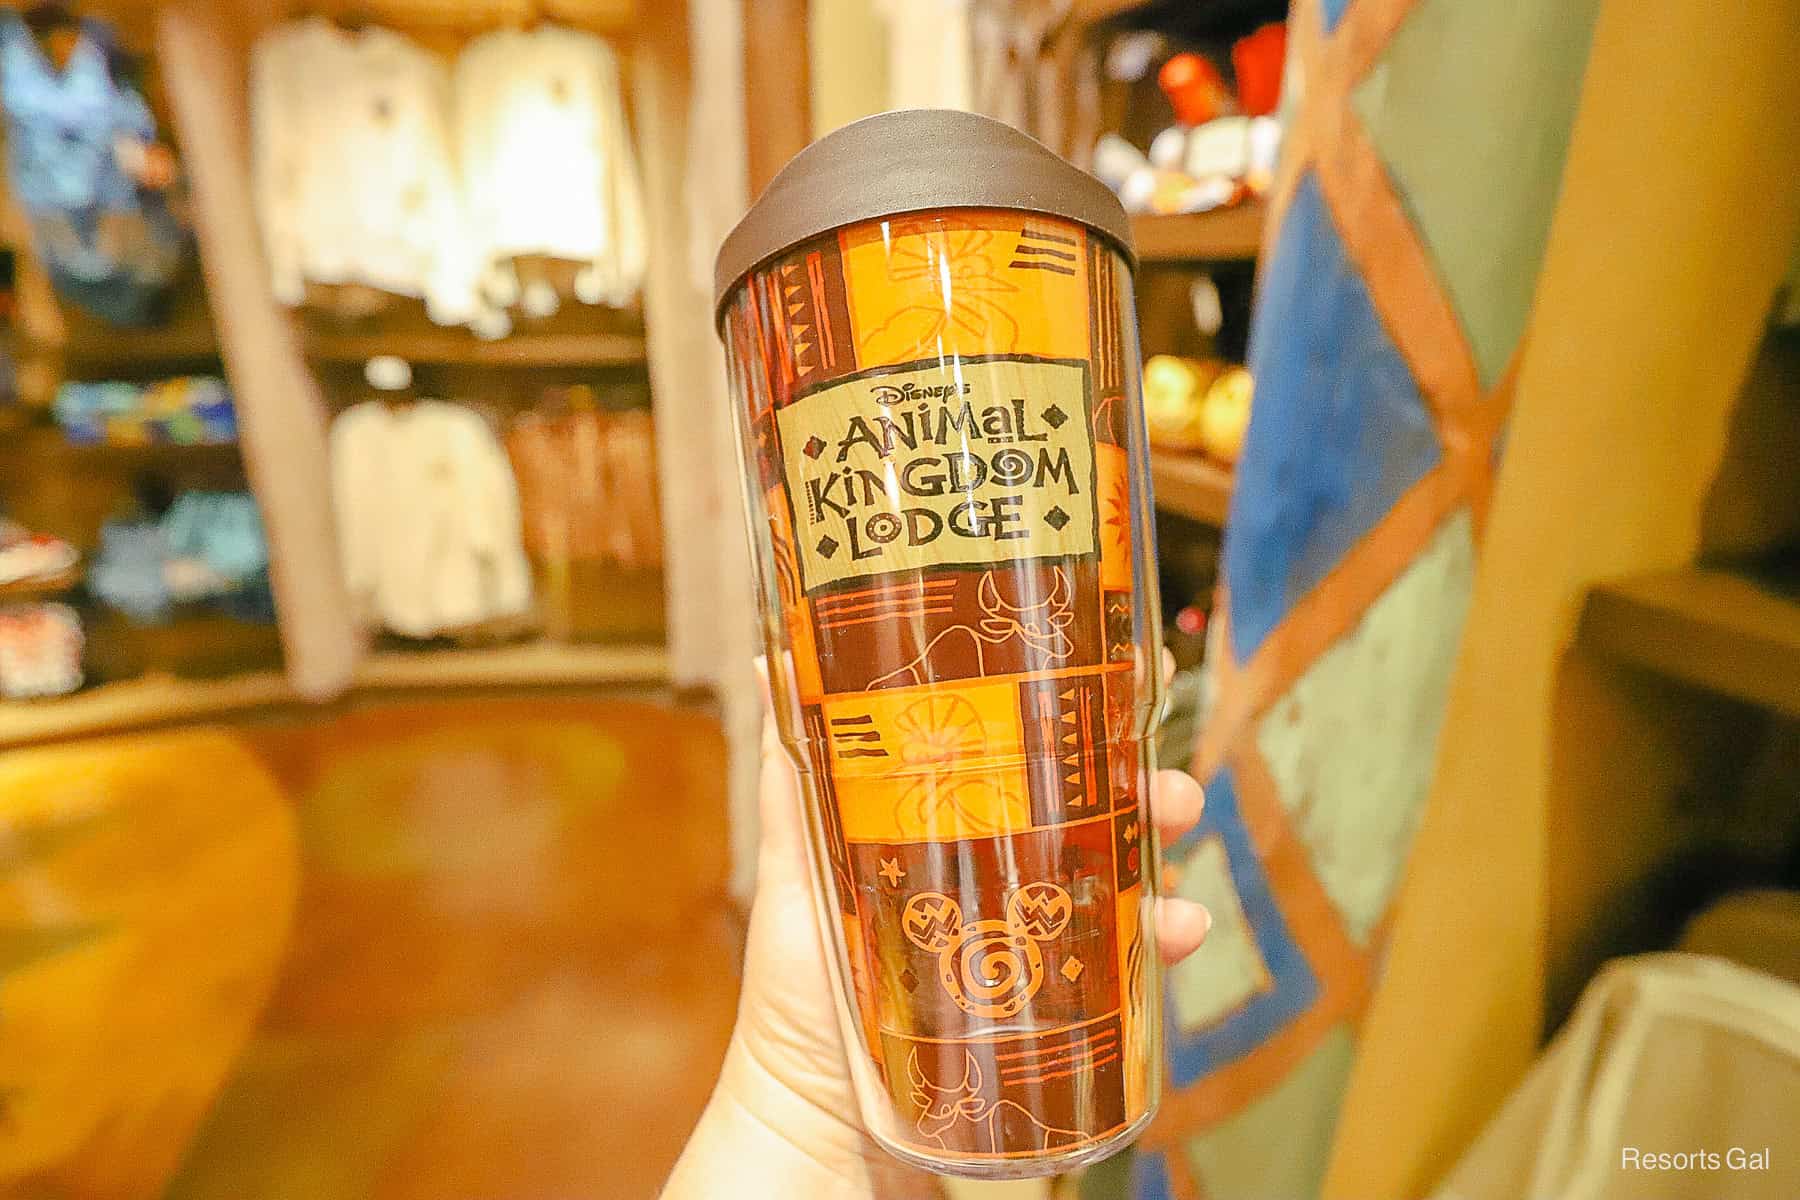 Disney's
ANiMaL
KiNGDOM
LODGE
Resorts Gal